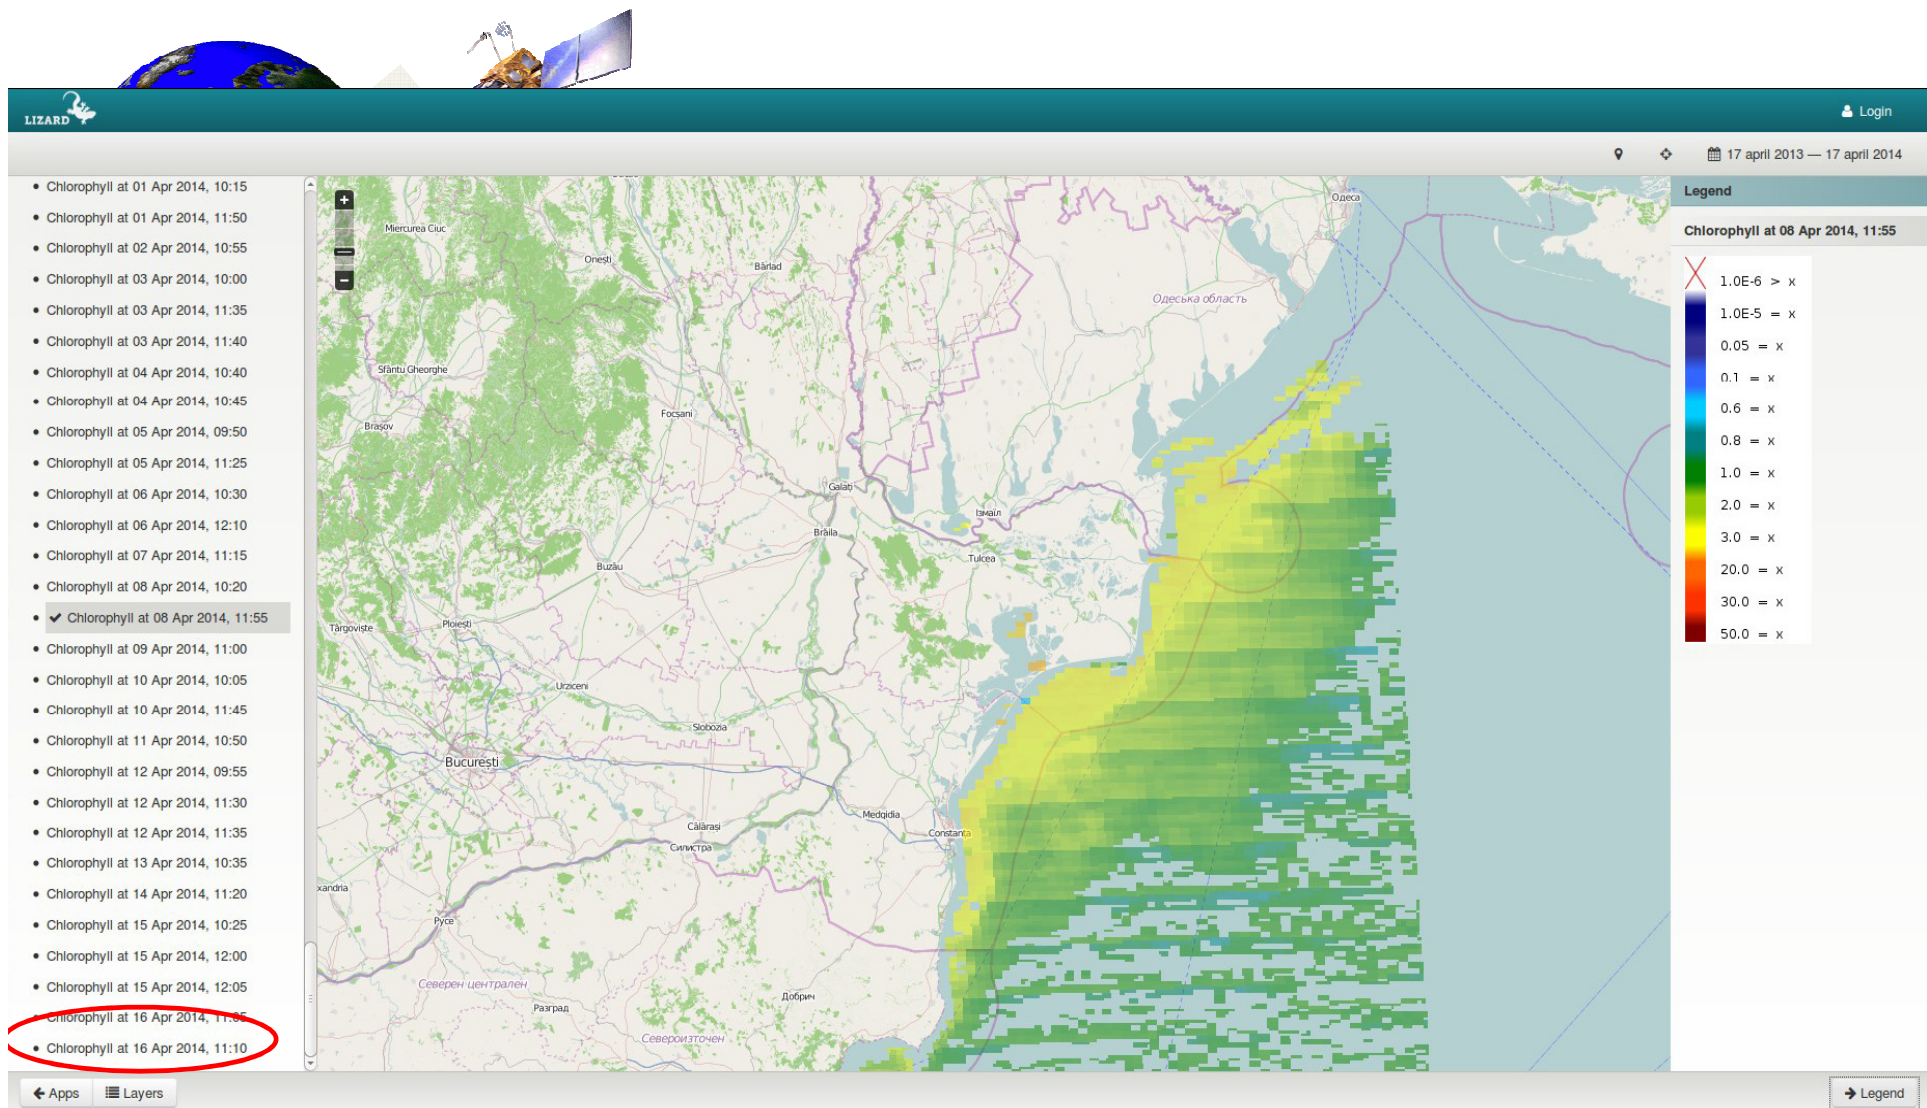 LIZARD
Login
17 april 2013 — 17 april 2014
Chlorophyll at 01 Apr 2014, 10:15
Chlorophyll at 01 Apr 2014, 11:50
Chlorophyll at 02 Apr 2014, 10:55
Chlorophyll at 03 Apr 2014, 10:00
Chlorophyll at 03 Apr 2014, 11:35
Chlorophyll at 03 Apr 2014, 11:40
Chlorophyll at 04 Apr 2014, 10:40
Chlorophyll at 04 Apr 2014, 10:45
Chlorophyll at 05 Apr 2014, 09:50
Chlorophyll at 05 Apr 2014, 11:25
Chlorophyll at 06 Apr 2014, 10:30
Chlorophyll at 06 Apr 2014, 12:10
Chlorophyll at 07 Apr 2014, 11:15
Chlorophyll at 08 Apr 2014, 10:20
Chlorophyll at 08 Apr 2014, 11:55
Chlorophyll at 09 Apr 2014, 11:00
Chlorophyll at 10 Apr 2014, 10:05
Chlorophyll at 10 Apr 2014, 11:45
Chlorophyll at 11 Apr 2014, 10:50
Chlorophyll at 12 Apr 2014, 09:55
Chlorophyll at 12 Apr 2014, 11:30
Chlorophyll at 12 Apr 2014, 11:35
Chlorophyll at 13 Apr 2014, 10:35
Chlorophyll at 14 Apr 2014, 11:20
Chlorophyll at 15 Apr 2014, 10:25
Chlorophyll at 15 Apr 2014, 12:00
Chlorophyll at 15 Apr 2014, 12:05
Chlorophyll at 16 Apr 2014, 11:05
Chlorophyll at 16 Apr 2014, 11:10
Одеса
Miercurea Ciuc
Onești
Bârlad
Одеська область
Sfântu Gheorghe
Focșani
Brașov
Galați
Ізмаїл
Brăila
Tulcea
Buzău
Târgoviște
Ploiești
Urziceni
Slobozia
București
Medgidia
Călărași
Constanța
Силистра
xandria
Русе
Северен централен
Добрич
Разград
Североизточен
Legend
Chlorophyll at 08 Apr 2014, 11:55
1.0E-6 > x
1.0E-5 = x
0.05 = x
0.1 = x
0.6 = x
0.8 = x
1.0 = x
2.0 = x
3.0 = x
20.0 = x
30.0 = x
50.0 = x
Apps
Layers
Legend